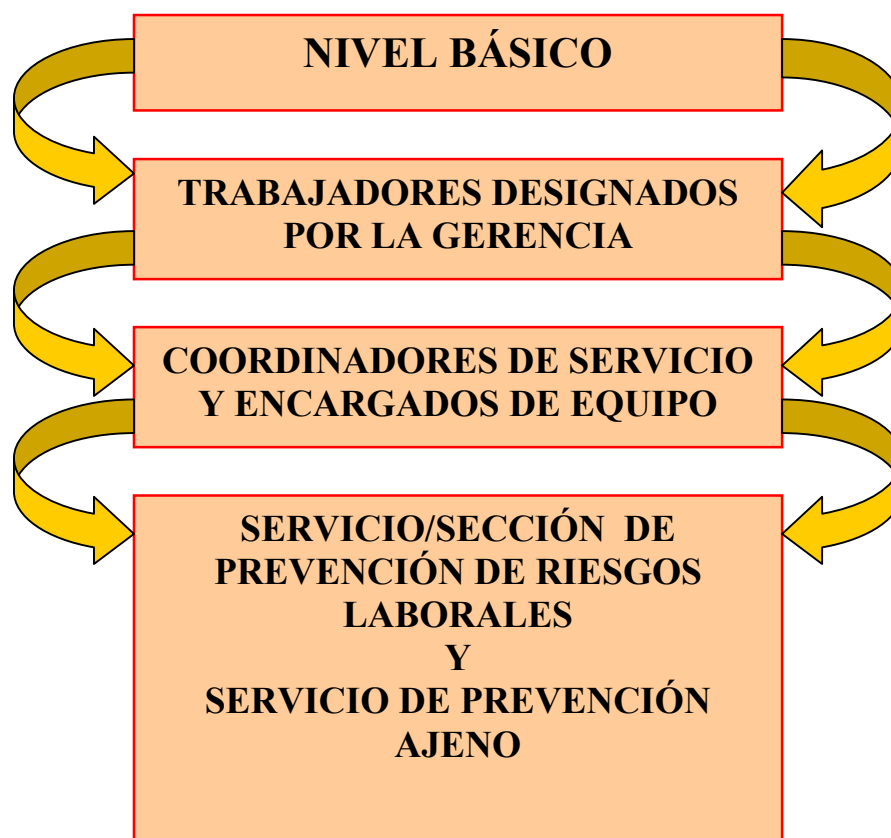 NIVEL BÁSICO
TRABAJADORES DESIGNADOS
POR LA GERENCIA
COORDINADORES DE SERVICIO
Y ENCARGADOS DE EQUIPO
SERVICIO/SECCIÓN DE
PREVENCIÓN DE RIESGOS
LABORALES
Y
SERVICIO DE PREVENCIÓN
AJENO